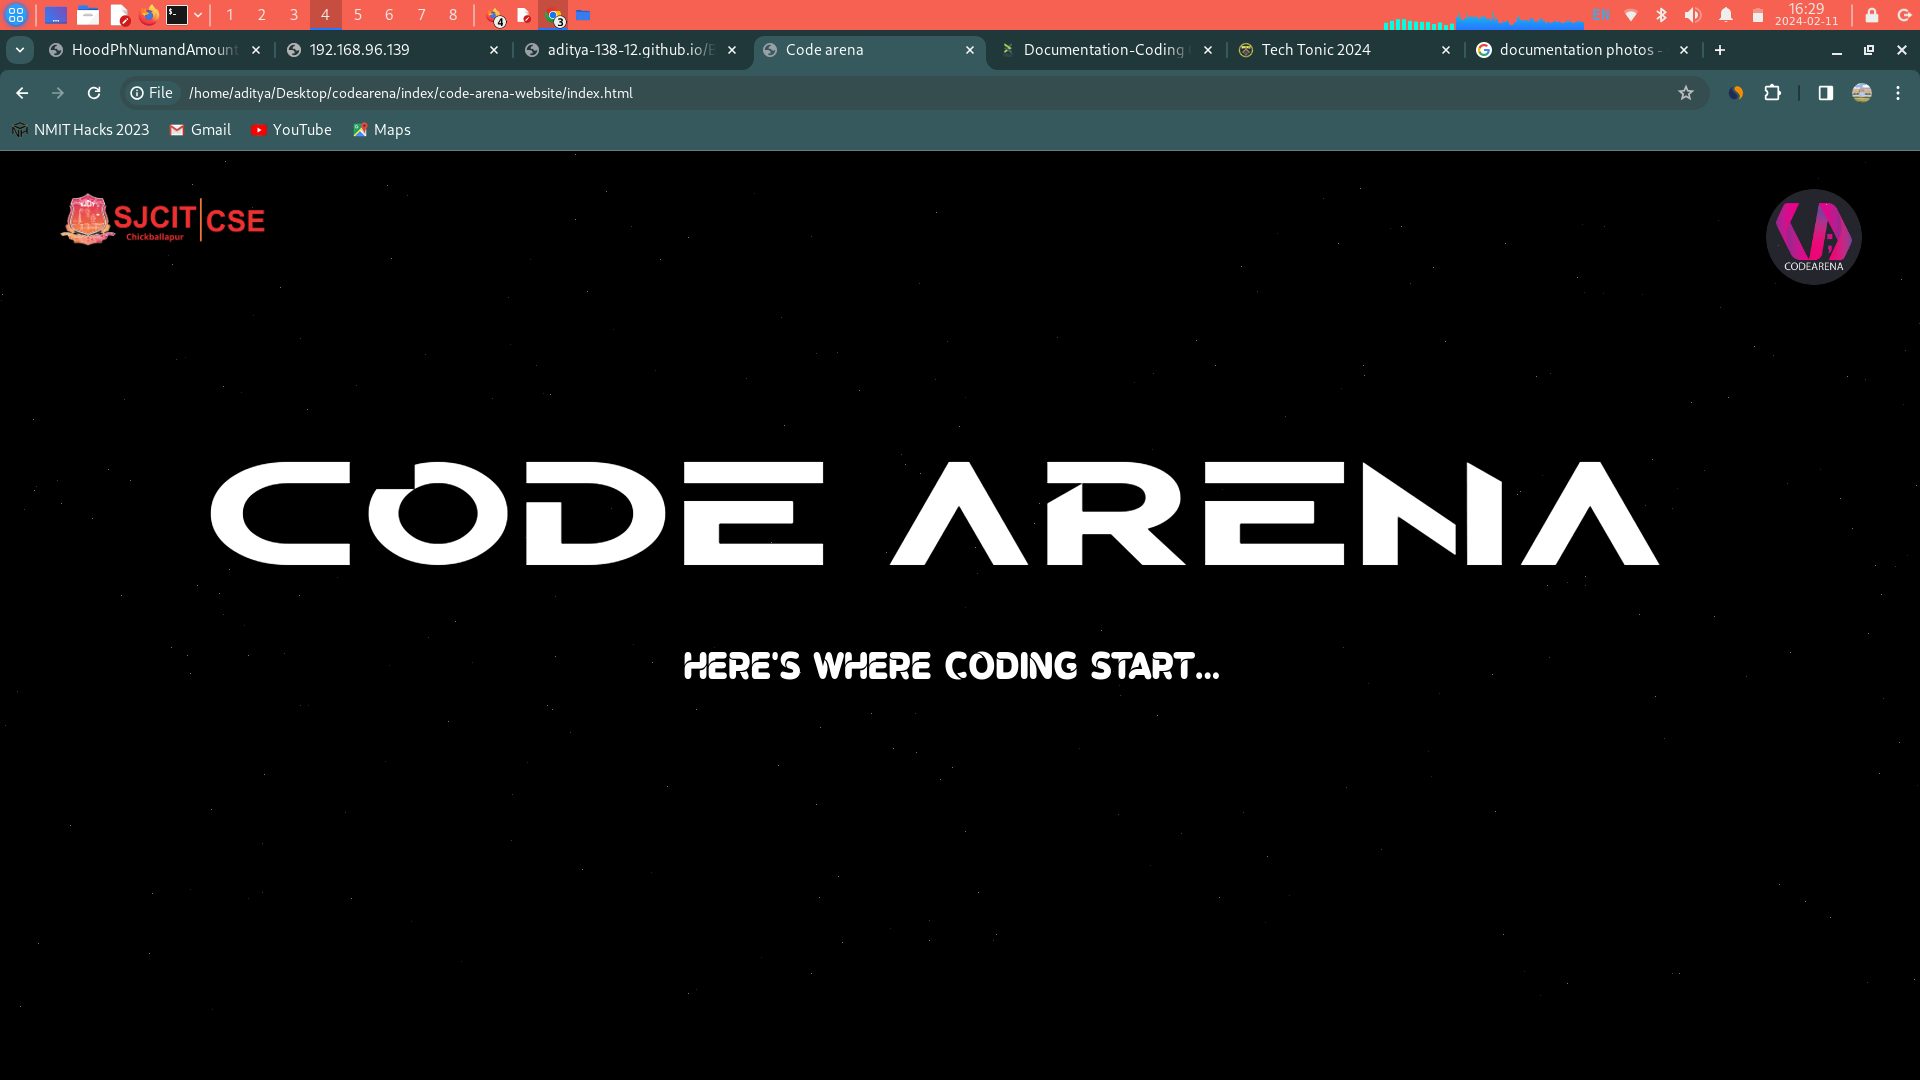 1 2 3 4 5 6 7 8 4 3 EN 16:29
2024-02-11
HoodPhNumandAmount 192.168.96.139 aditya-138-12.github.io/E Code arena Documentation-Coding Tech Tonic 2024 documentation photos -
File /home/aditya/Desktop/codearena/index/code-arena-website/index.html
NMIT Hacks 2023 Gmail YouTube Maps
SJCIT CSE
Chickballapur
CODEARENA
CODE ARENA
HERE'S WHERE CODING START...